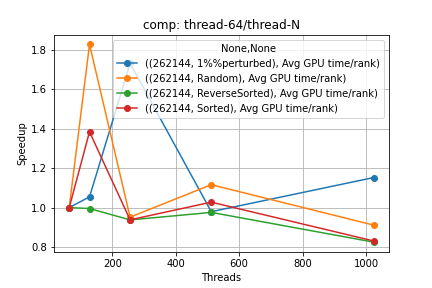 comp: thread-64/thread-N
None,None
((262144, 1%%perturbed), Avg GPU time/rank)
((262144, Random), Avg GPU time/rank)
((262144, ReverseSorted), Avg GPU time/rank)
((262144, Sorted), Avg GPU time/rank)
Speedup
1.8
1.6
1.4
1.2
1.0
0.8
200
400
600
800
1000
Threads